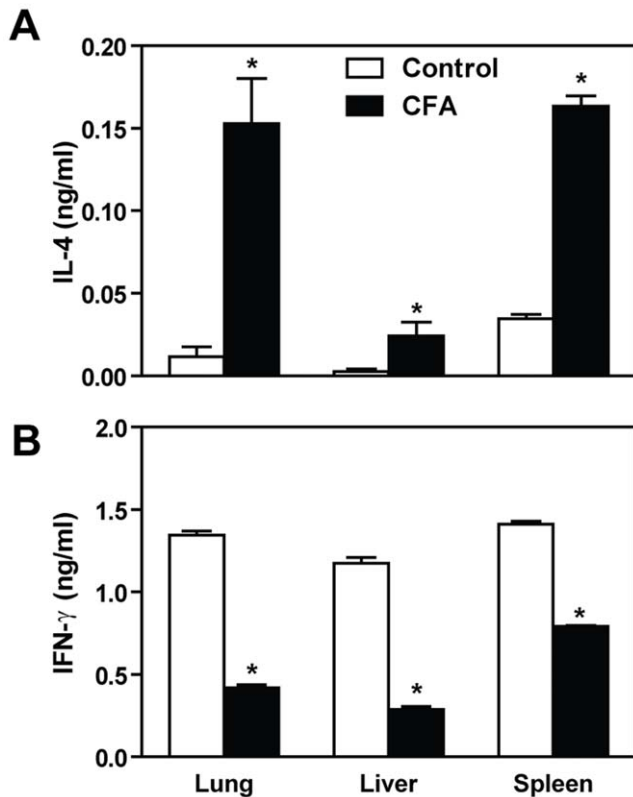 A
0.20
0.15
0.10
0.05
0.00
IL-4 (ng/ml)
Control
CFA
*
*
*
B
2.0
1.5
1.0
0.5
0.0
IFN-γ (ng/ml)
*
*
*
Lung Liver Spleen